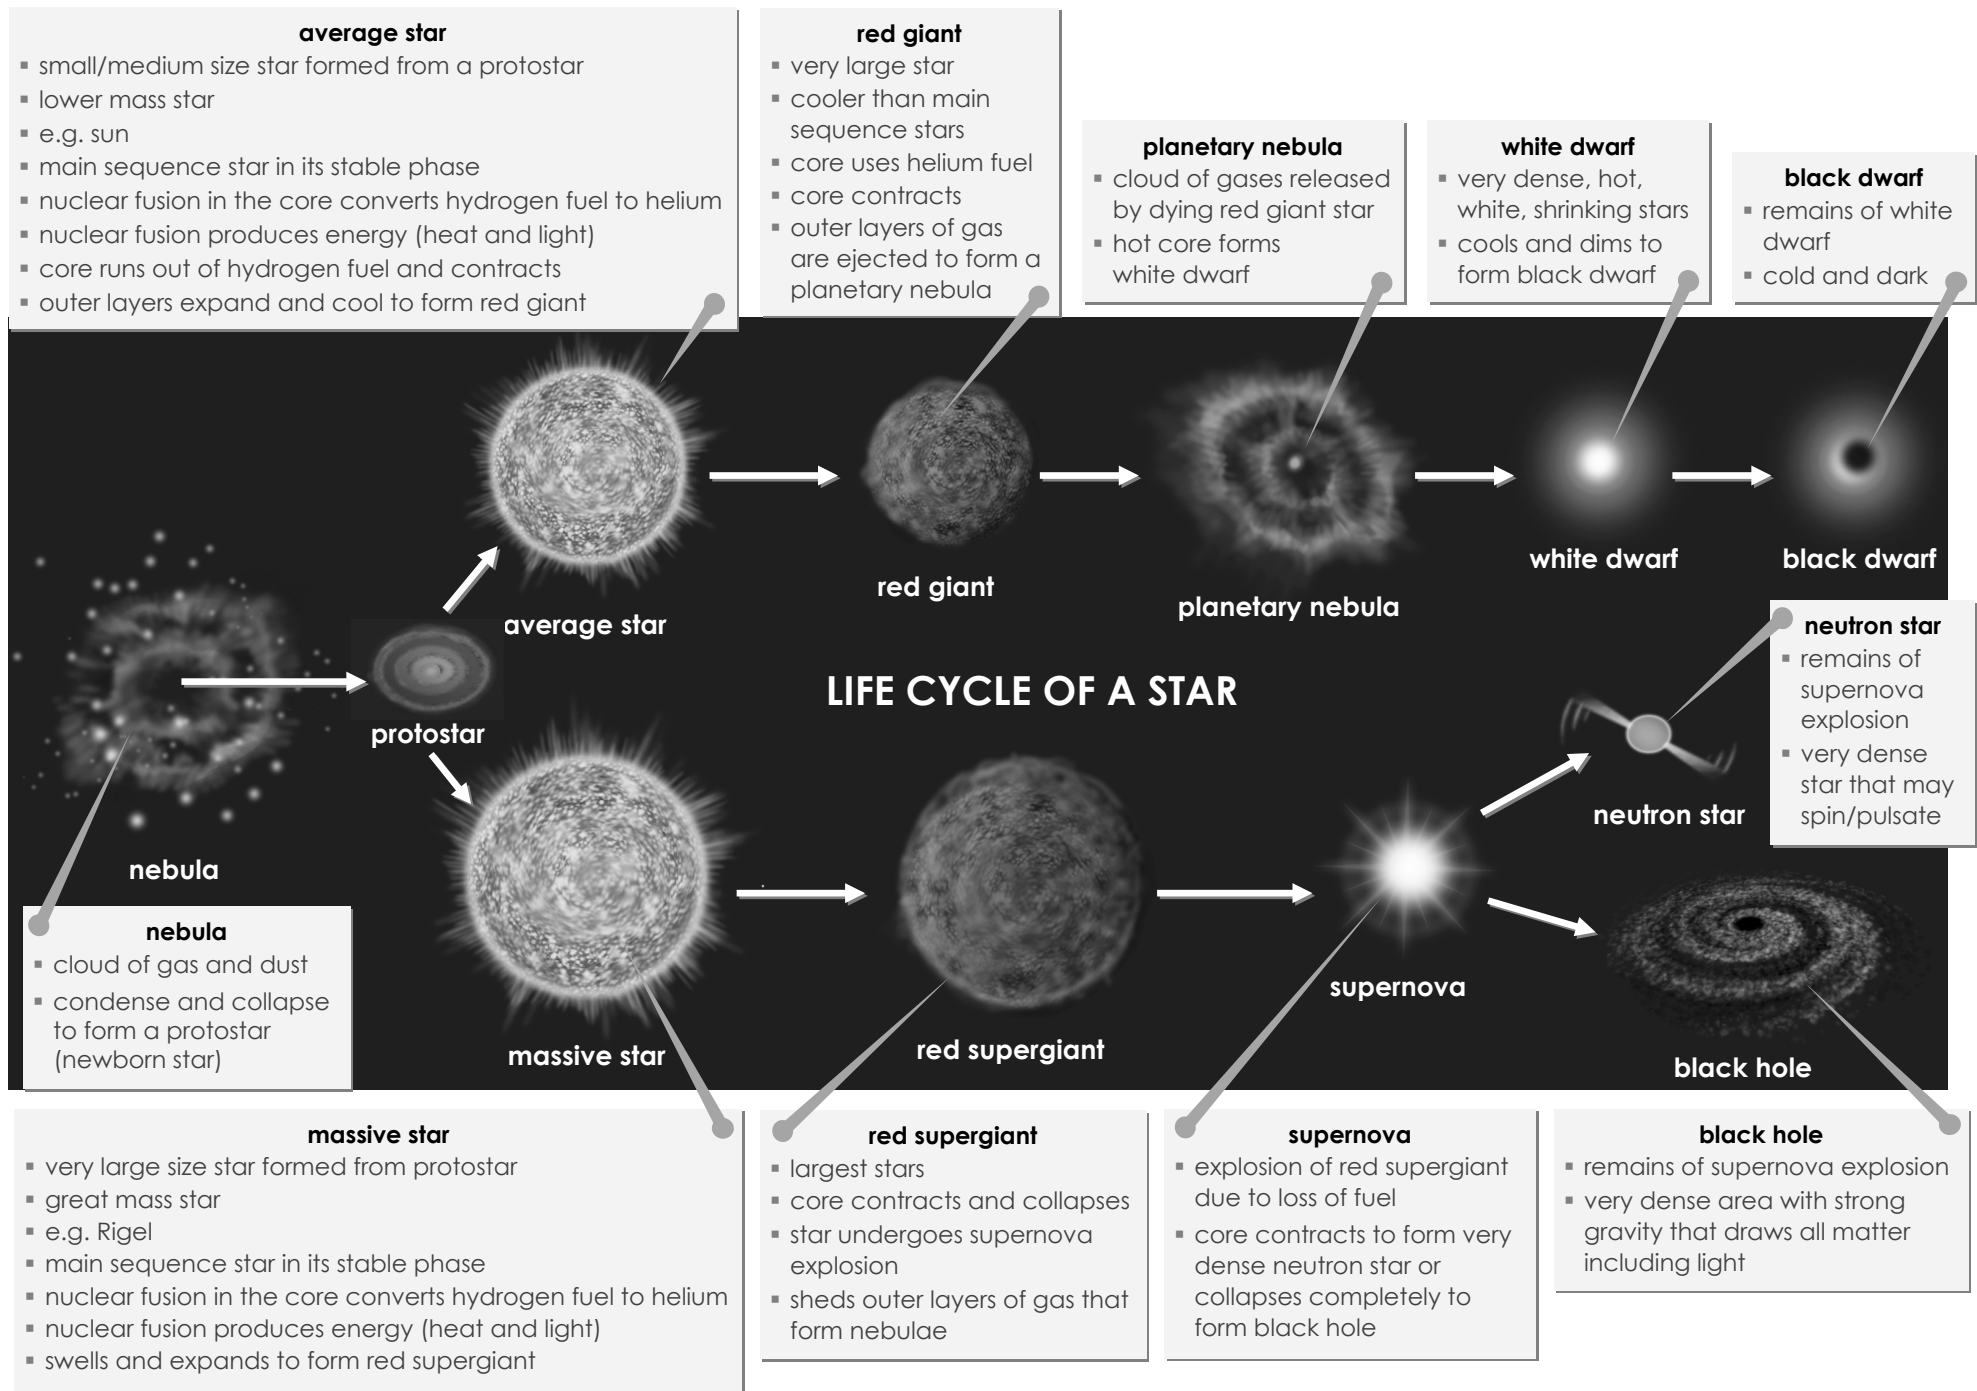 average star
▪ small/medium size star formed from a protostar
▪ lower mass star
▪ e.g. sun
▪ main sequence star in its stable phase
▪ nuclear fusion in the core converts hydrogen fuel to helium
▪ nuclear fusion produces energy (heat and light)
▪ core runs out of hydrogen fuel and contracts
▪ outer layers expand and cool to form red giant
red giant
▪ very large star
▪ cooler than main
sequence stars
▪ core uses helium fuel
▪ core contracts
▪ outer layers of gas
are ejected to form a
planetary nebula
planetary nebula
▪ cloud of gases released
by dying red giant star
▪ hot core forms
white dwarf
white dwarf
▪ very dense, hot,
white, shrinking stars
▪ cools and dims to
form black dwarf
black dwarf
▪ remains of white
dwarf
▪ cold and dark
average star
red giant
planetary nebula
white dwarf
black dwarf
LIFE CYCLE OF A STAR
protostar
nebula
neutron star
neutron star
▪ remains of
supernova
explosion
▪ very dense
star that may
spin/pulsate
nebula
▪ cloud of gas and dust
▪ condense and collapse
to form a protostar
(newborn star)
massive star
red supergiant
supernova
black hole
massive star
▪ very large size star formed from protostar
▪ great mass star
▪ e.g. Rigel
▪ main sequence star in its stable phase
▪ nuclear fusion in the core converts hydrogen fuel to helium
▪ nuclear fusion produces energy (heat and light)
▪ swells and expands to form red supergiant
red supergiant
▪ largest stars
▪ core contracts and collapses
▪ star undergoes supernova
explosion
▪ sheds outer layers of gas that
form nebulae
supernova
▪ explosion of red supergiant
due to loss of fuel
▪ core contracts to form very
dense neutron star or
collapses completely to
form black hole
black hole
▪ remains of supernova explosion
▪ very dense area with strong
gravity that draws all matter
including light